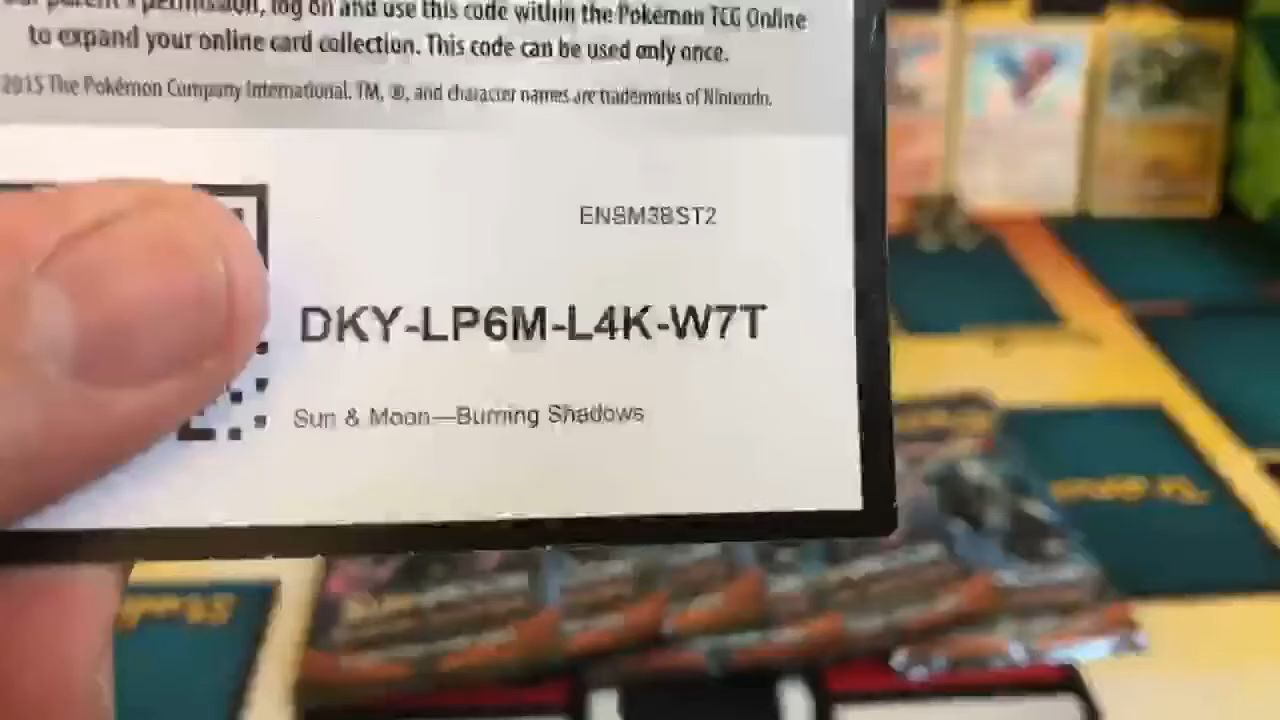 permission, log on and use this code within the Pokémon TCG Online
to expand your online card collection. This code can be used only once.
2015 The Pokémon Company International. TM, ®, and character names are trademarks of Nintendo.
ENSM3BST2
DKY-LP6M-L4K-W7T
Sun & Moon—Burning Shadows